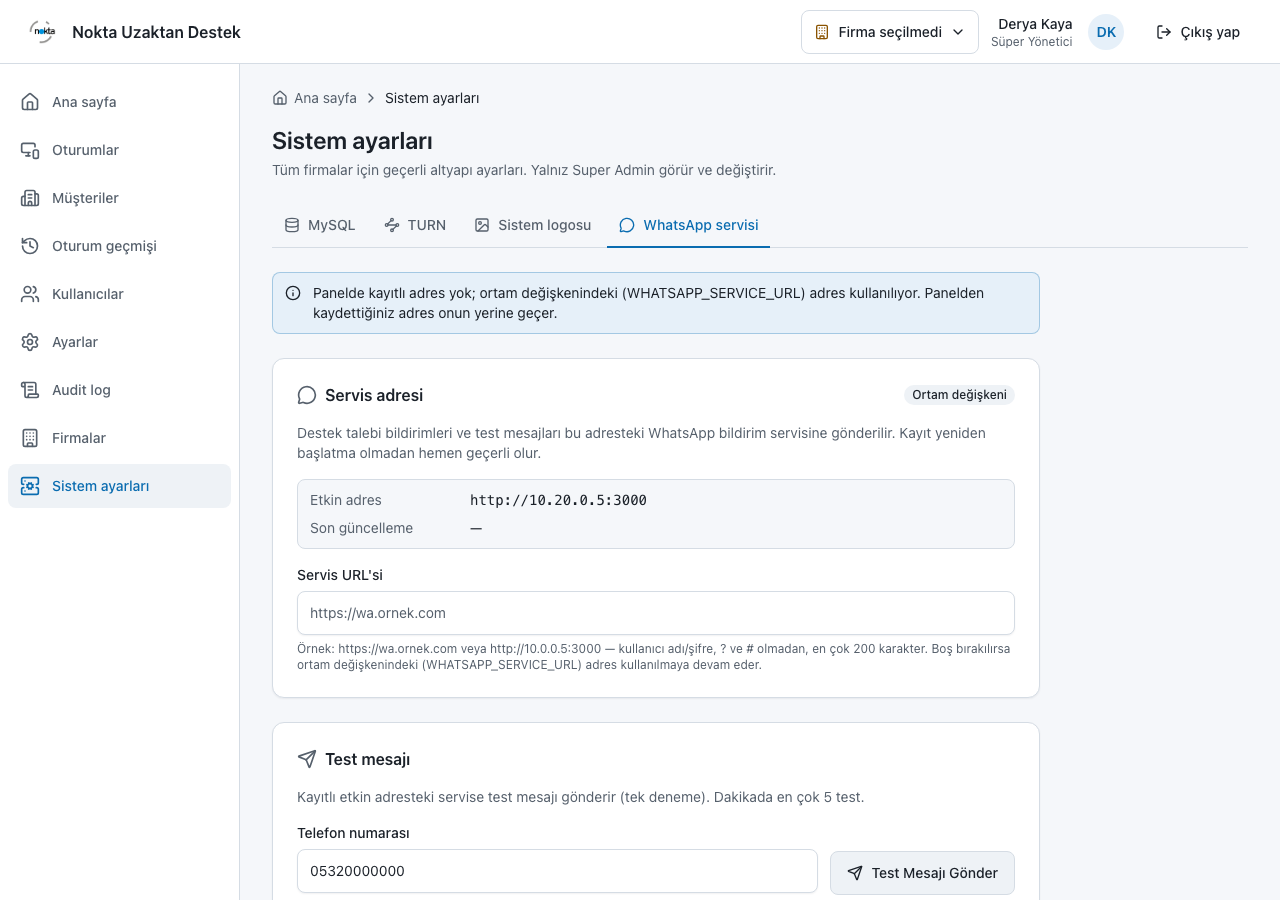 nokta
Nokta Uzaktan Destek
Firma seçilmedi
Derya Kaya
Süper Yönetici
DK
Çıkış yap
Ana sayfa
Oturumlar
Müşteriler
Oturum geçmişi
Kullanıcılar
Ayarlar
Audit log
Firmalar
Sistem ayarları
Ana sayfa > Sistem ayarları
Sistem ayarları
Tüm firmalar için geçerli altyapı ayarları. Yalnız Super Admin görür ve değiştirir.
MySQL
TURN
Sistem logosu
WhatsApp servisi
Panelde kayıtlı adres yok; ortam değişkenindeki (WHATSAPP_SERVICE_URL) adres kullanılıyor. Panelden
kaydettiğiniz adres onun yerine geçer.
Servis adresi
Ortam değişkeni
Destek talebi bildirimleri ve test mesajları bu adresteki WhatsApp bildirim servisine gönderilir. Kayıt yeniden
başlatma olmadan hemen geçerli olur.
Etkin adres http://10.20.0.5:3000
Son güncelleme —
Servis URL'si
https://wa.ornek.com
Örnek: https://wa.ornek.com veya http://10.0.0.5:3000 — kullanıcı adı/şifre, ? ve # olmadan, en çok 200 karakter. Boş bırakılırsa
ortam değişkenindeki (WHATSAPP_SERVICE_URL) adres kullanılmaya devam eder.
Test mesajı
Kayıtlı etkin adresteki servise test mesajı gönderir (tek deneme). Dakikada en çok 5 test.
Telefon numarası
05320000000
Test Mesajı Gönder